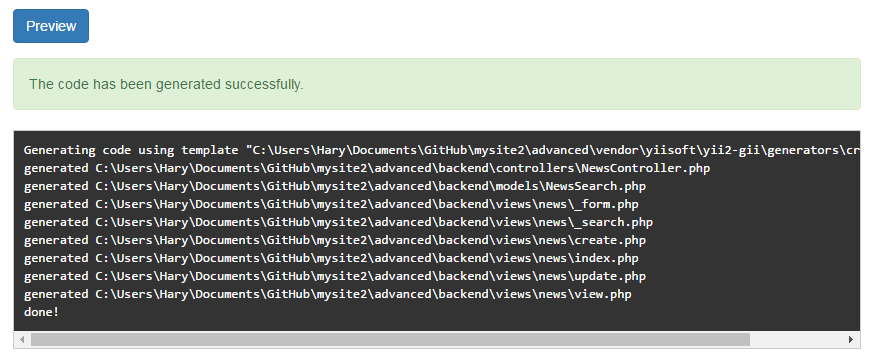 Preview
The code has been generated successfully.
Generating code using template "C:\Users\Hary\Documents\GitHub\mysite2\advanced\vendor\yiisoft\yii2-gii\generators\cr
generated C:\Users\Hary\Documents\GitHub\mysite2\advanced\backend\controllers\NewsController.php
generated C:\Users\Hary\Documents\GitHub\mysite2\advanced\backend\models\NewsSearch.php
generated C:\Users\Hary\Documents\GitHub\mysite2\advanced\backend\views\news\_form.php
generated C:\Users\Hary\Documents\GitHub\mysite2\advanced\backend\views\news\_search.php
generated C:\Users\Hary\Documents\GitHub\mysite2\advanced\backend\views\news\create.php
generated C:\Users\Hary\Documents\GitHub\mysite2\advanced\backend\views\news\index.php
generated C:\Users\Hary\Documents\GitHub\mysite2\advanced\backend\views\news\update.php
generated C:\Users\Hary\Documents\GitHub\mysite2\advanced\backend\views\news\view.php
done!